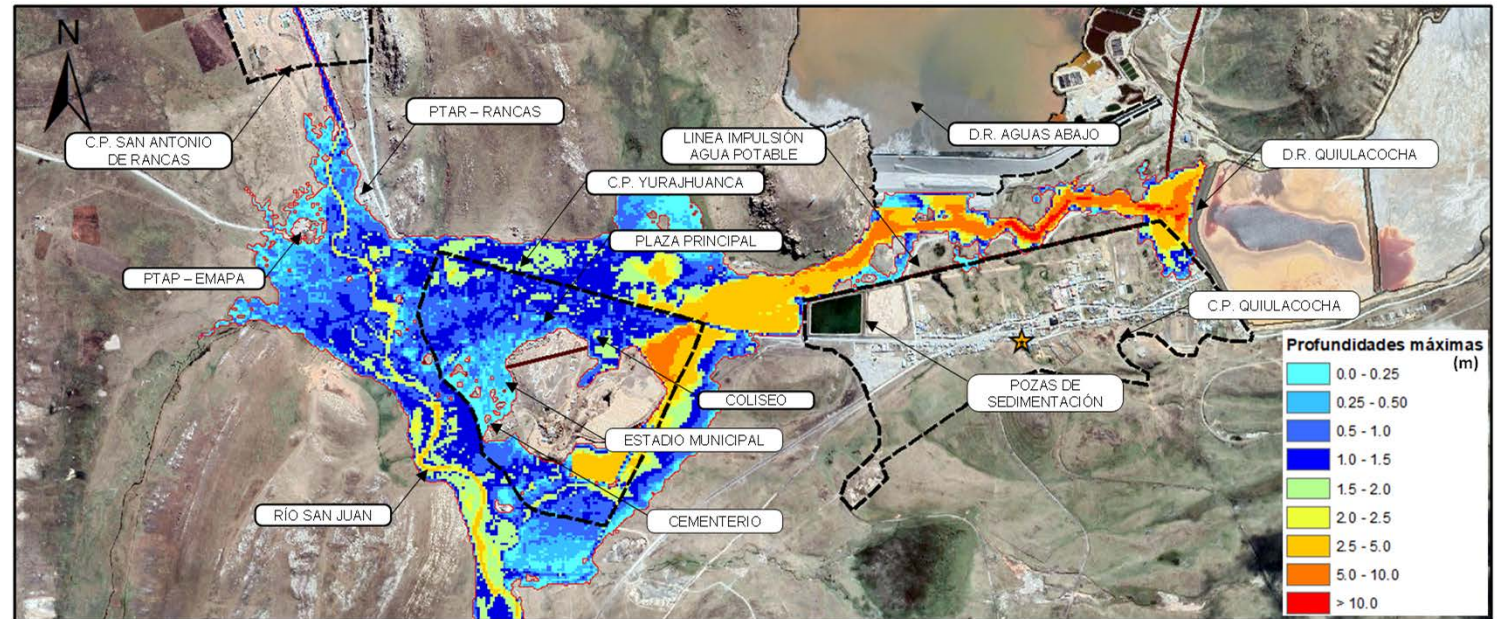 N
C.P. SAN ANTONIO
DE RANCAS
PTAR – RANCAS
LINEA IMPULSIÓN
AGUA POTABLE
D.R. AGUAS ABAJO
D.R. QUIULACOCHA
C.P. YURAJHUANCA
PLAZA PRINCIPAL
PTAP – EMAPA
C.P. QUIULACOCHA
POZAS DE
SEDIMENTACIÓN
COLISEO
ESTADIO MUNICIPAL
RÍO SAN JUAN
CEMENTERIO
Profundidades máximas
(m)
0.0 - 0.25
0.25 - 0.50
0.5 - 1.0
1.0 - 1.5
1.5 - 2.0
2.0 - 2.5
2.5 - 5.0
5.0 - 10.0
> 10.0